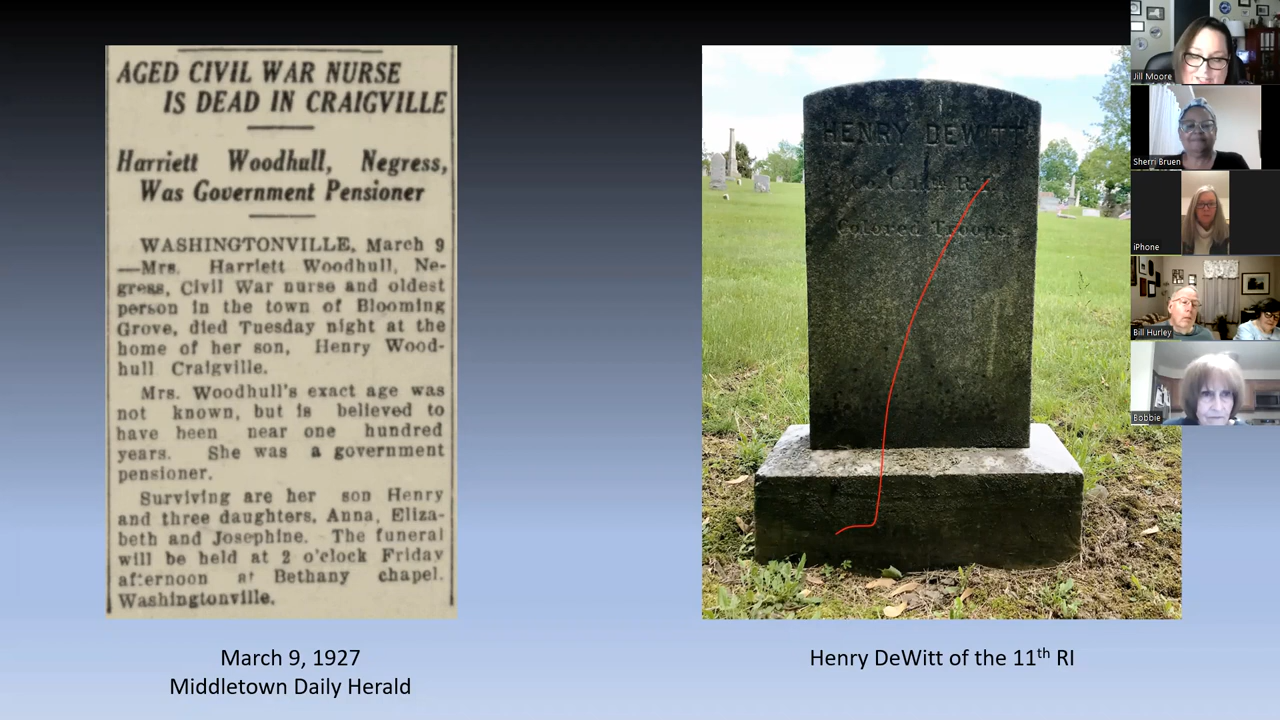 AGED CIVIL WAR NURSE
IS DEAD IN CRAIGVILLE
Harriett Woodhull, Negress,
Was Government Pensioner
WASHINGTONVILLE, March 9
—Mrs. Harriett Woodhull, Ne-
gress, Civil War nurse and oldest
person in the town of Blooming
Grove, died Tuesday night at the
home of her son, Henry Wood-
hull Craigville.
Mrs. Woodhull's exact age was
not known, but is believed to
have been near one hundred
years. She was a government
pensioner.
Surviving are her son Henry
and three daughters, Anna, Eliza-
beth and Josephine. The funeral
will be held at 2 o'clock Friday
afternoon at Bethany chapel.
Washingtonville.
March 9, 1927
Middletown Daily Herald
HENRY DEWITT
Co. R.I.
Colored Troops.
Henry DeWitt of the 11th RI
Jill Moore
Sherri Bruen
iPhone
Bill Hurley
Bobbie